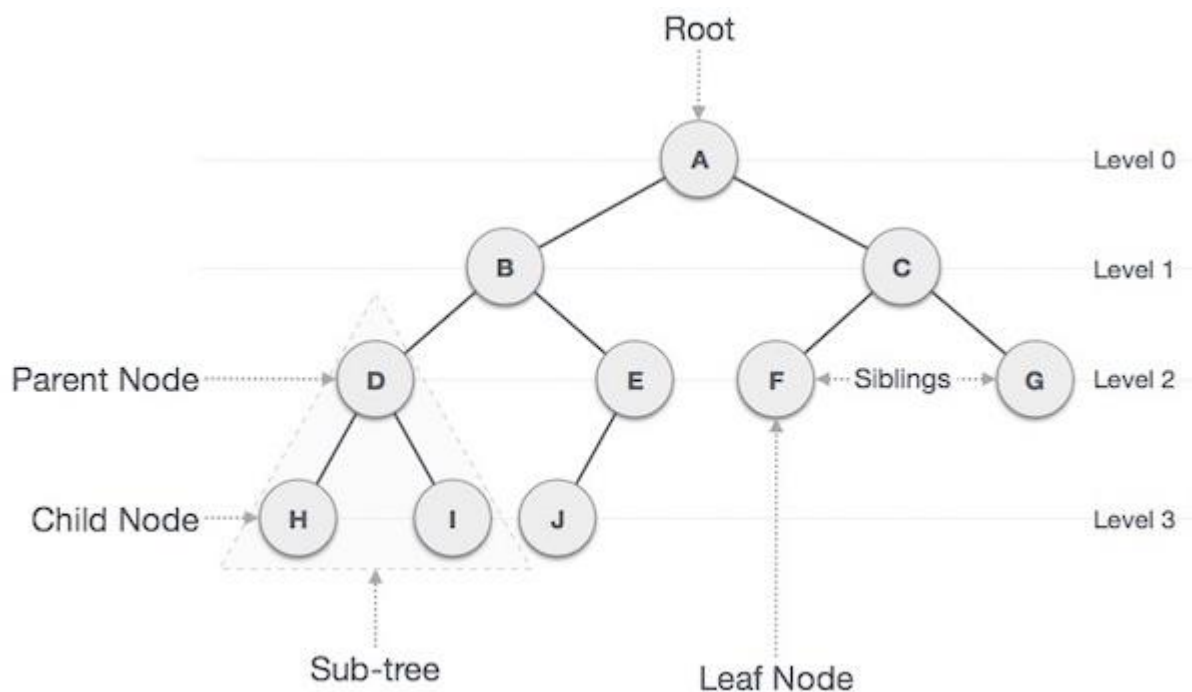 Root
A
Level 0
B
C
Level 1
Parent Node
D
E
F
Siblings
G
Level 2
Child Node
H
I
J
Level 3
Sub-tree
Leaf Node